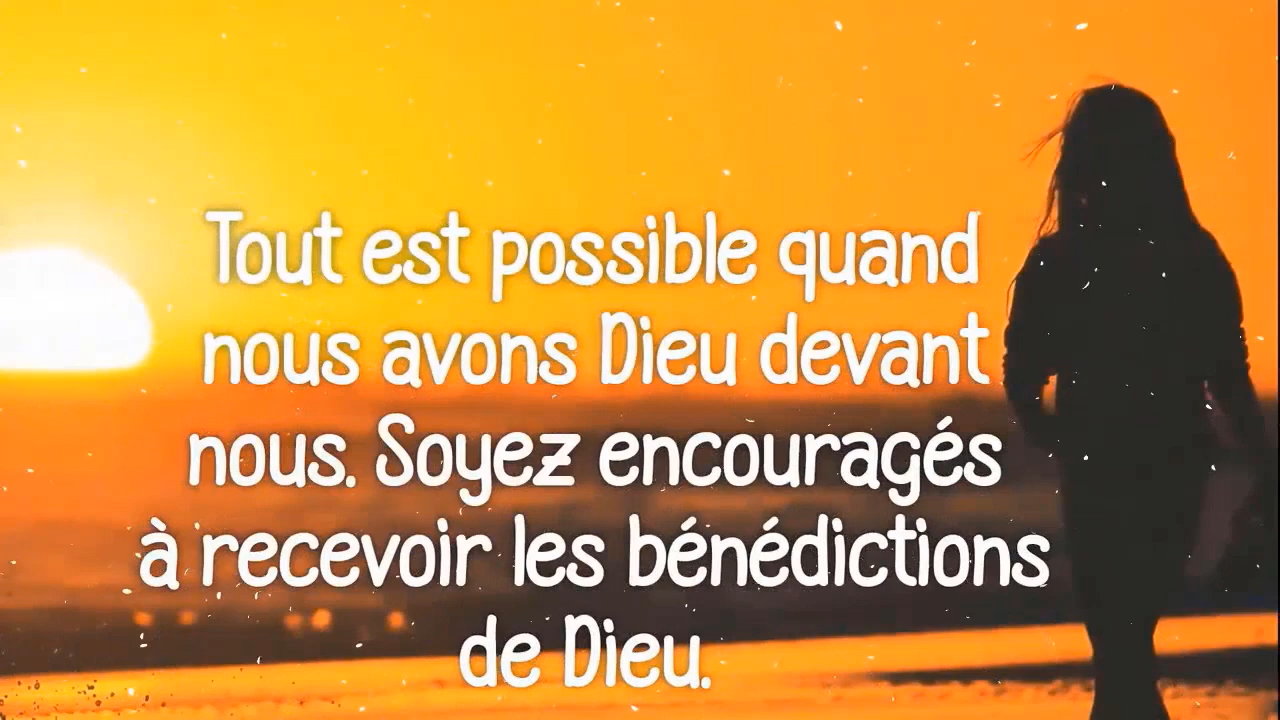 Tout est possible quand
nous avons Dieu devant
nous. Soyez encouragés
à recevoir les bénédictions
de Dieu.